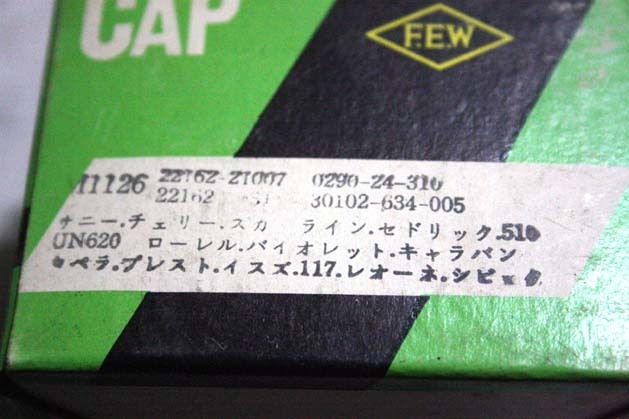 CAP
F.E.W
H1126 22162-21007 0290-24-310
22162 30102-634-005
サニー.チェリー.スカ ライン.セドリック.510
UN620 ローレル.バイオレット.キャラバン
カペラ.プレスト.イスズ.117.レオーネ.シビック